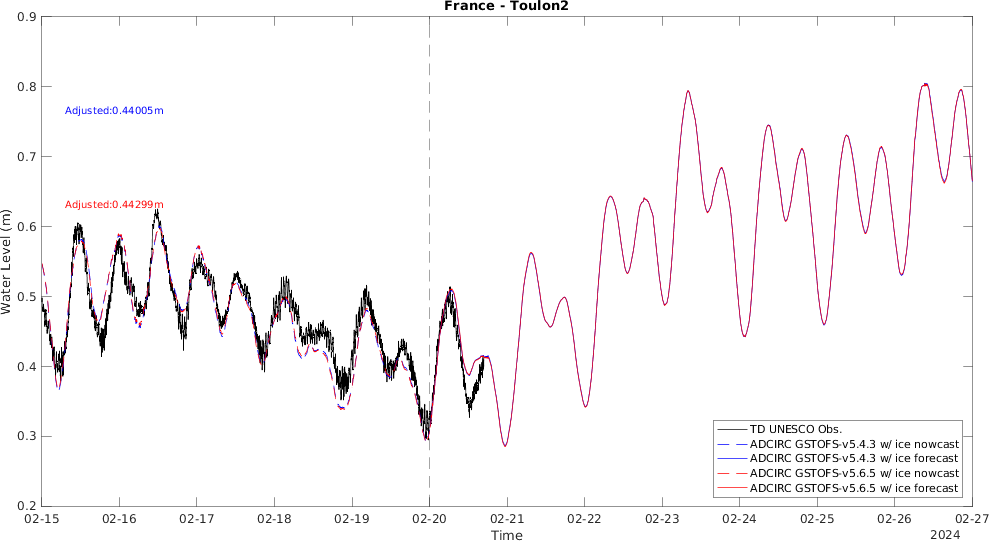 France - Toulon2
0.9
0.8
0.7
0.6
0.5
0.4
0.3
0.2
Water Level (m)
Adjusted:0.44005m
Adjusted:0.44299m
TD UNESCO Obs.
ADCIRC GSTOFS-v5.4.3 w/ ice nowcast
ADCIRC GSTOFS-v5.4.3 w/ ice forecast
ADCIRC GSTOFS-v5.6.5 w/ ice nowcast
ADCIRC GSTOFS-v5.6.5 w/ ice forecast
02-15 02-16 02-17 02-18 02-19 02-20 02-21 02-22 02-23 02-24 02-25 02-26 02-27
Time
2024